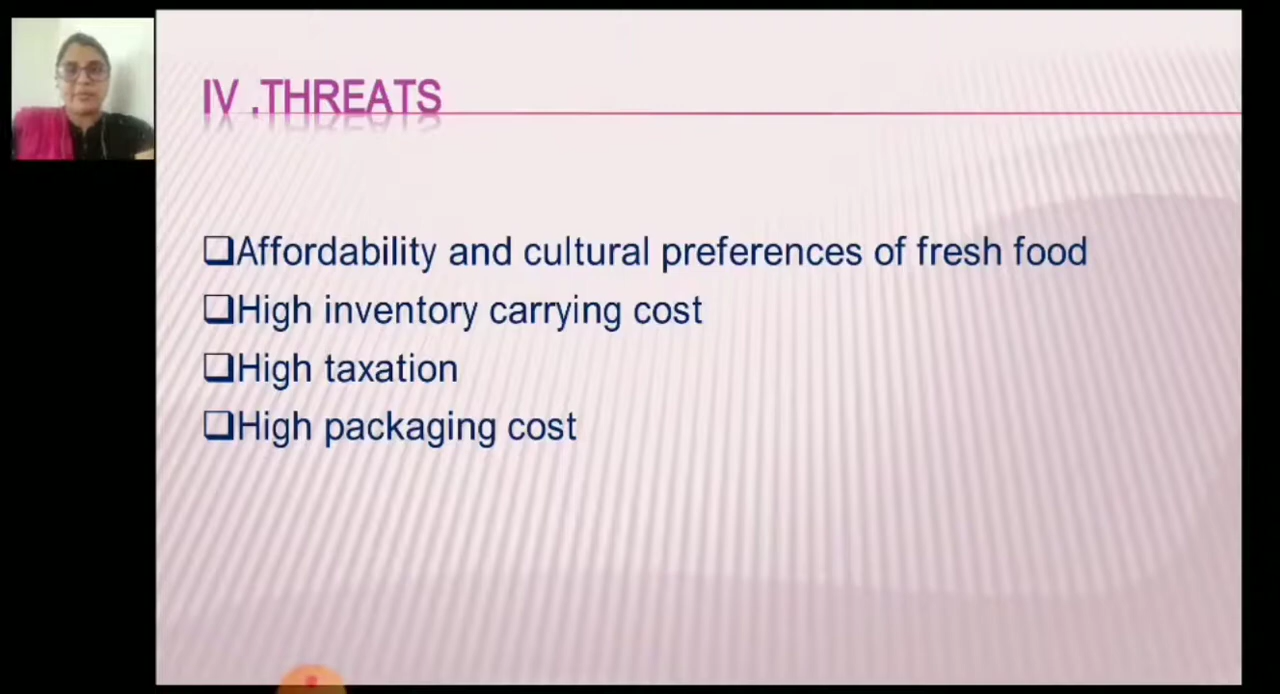 IV .THREATS
❑Affordability and cultural preferences of fresh food
❑High inventory carrying cost
❑High taxation
❑High packaging cost